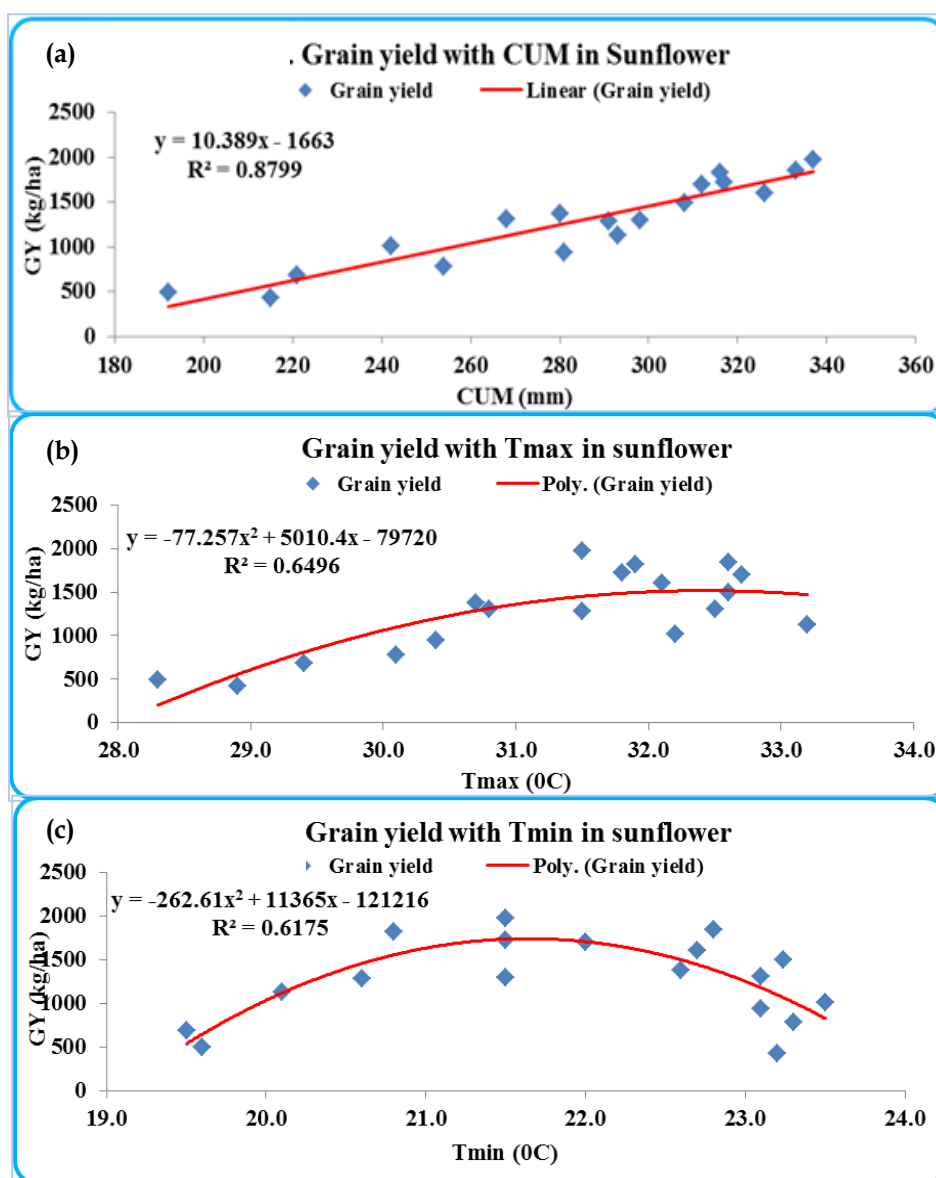 (a)
. Grain yield with CUM in Sunflower
Grain yield Linear (Grain yield)
y = 10.389x - 1663
R² = 0.8799
GY (kg/ha)
2500
2000
1500
1000
500
0
180 200 220 240 260 280 300 320 340 360
CUM (mm)
(b)
Grain yield with Tmax in sunflower
Grain yield Poly. (Grain yield)
y = -77.257x² + 5010.4x - 79720
R² = 0.6496
GY (kg/ha)
2500
2000
1500
1000
500
0
28.0 29.0 30.0 31.0 32.0 33.0 34.0
Tmax (0C)
(c)
Grain yield with Tmin in sunflower
Grain yield Poly. (Grain yield)
y = -262.61x² + 11365x - 121216
R² = 0.6175
GY (kg/ha)
2500
2000
1500
1000
500
0
19.0 20.0 21.0 22.0 23.0 24.0
Tmin (0C)